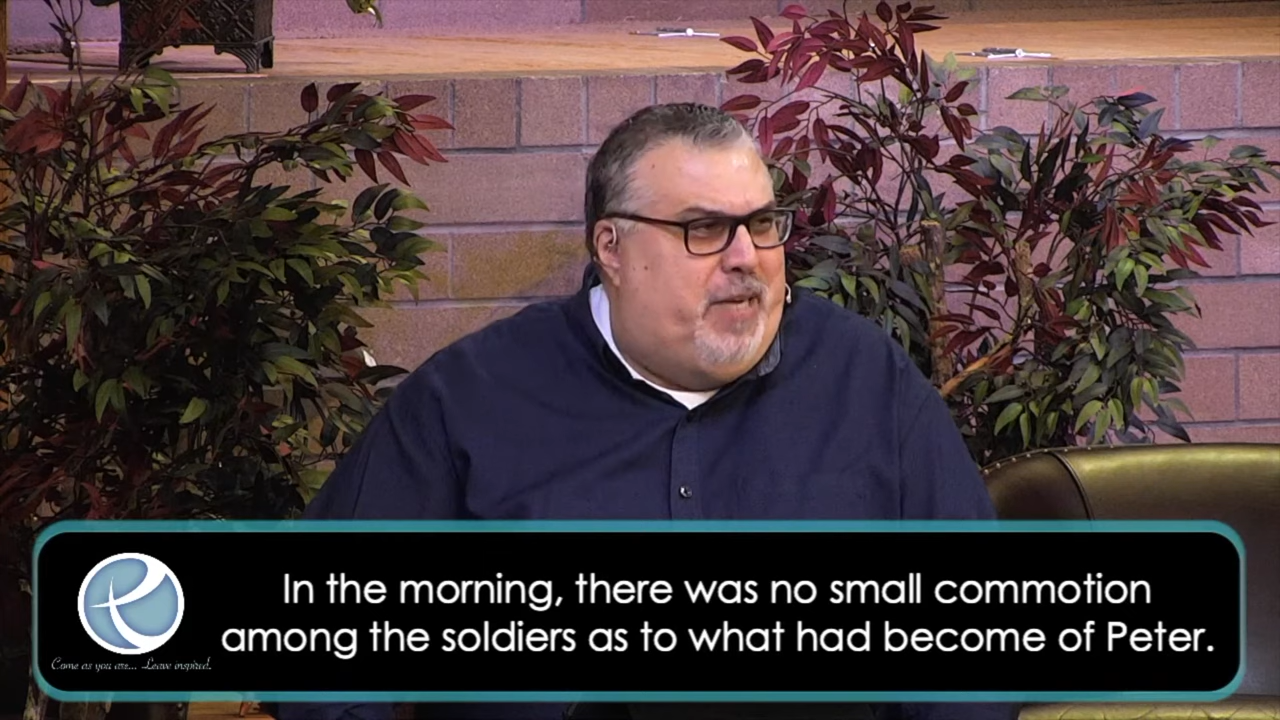 In the morning, there was no small commotion
among the soldiers as to what had become of Peter.
Come as you are... Leave inspired.